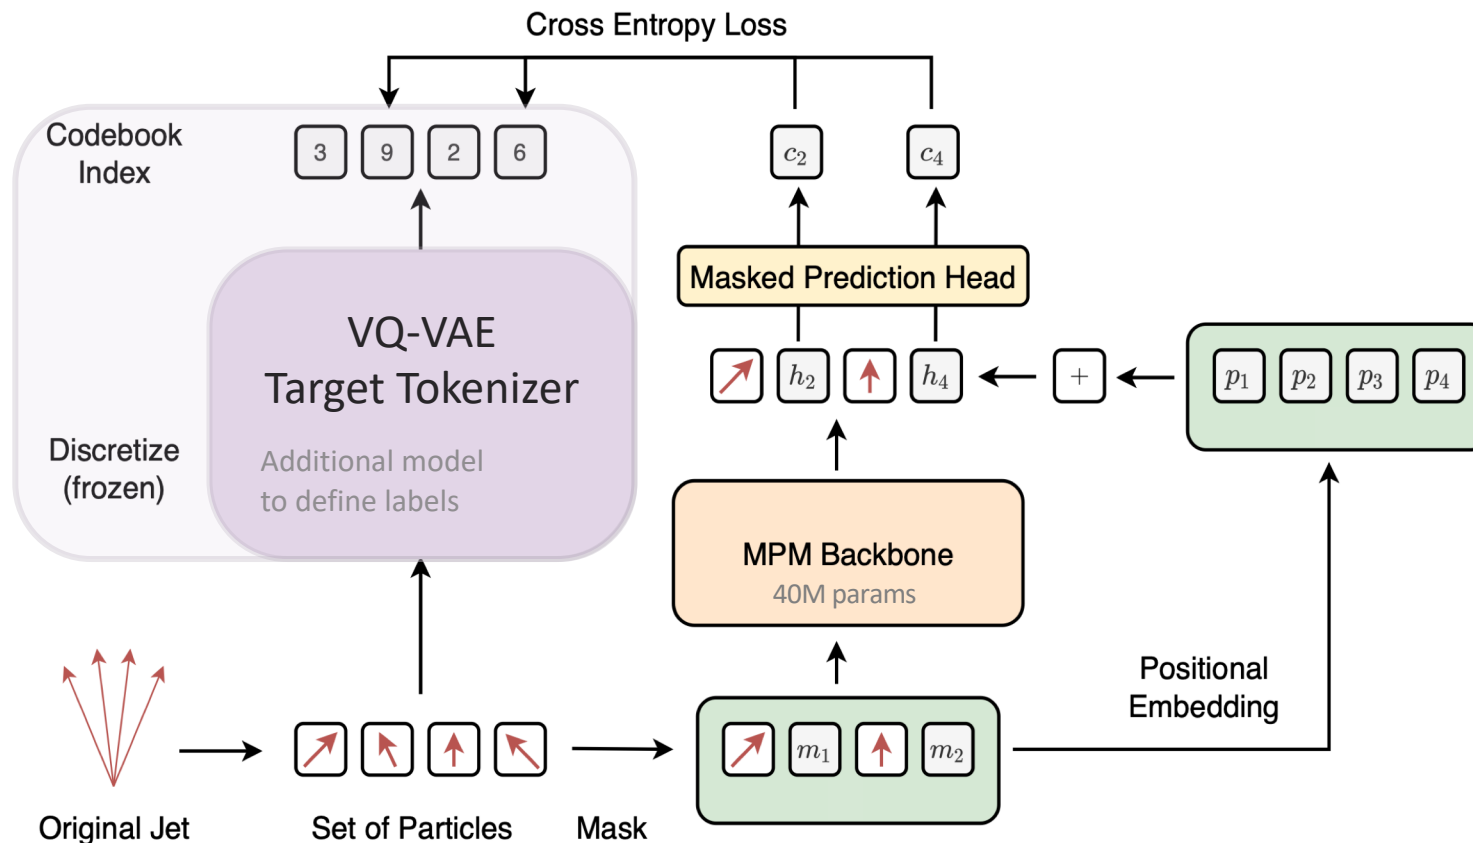 Cross Entropy Loss
Codebook
Index
3 9 2 6
c₂ c₄
Masked Prediction Head
VQ-VAE
Target Tokenizer
Additional model
to define labels
Discretize
(frozen)
h₂ h₄ + p₁ p₂ p₃ p₄
MPM Backbone
40M params
Positional
Embedding
m₁ m₂
Original Jet
Set of Particles
Mask